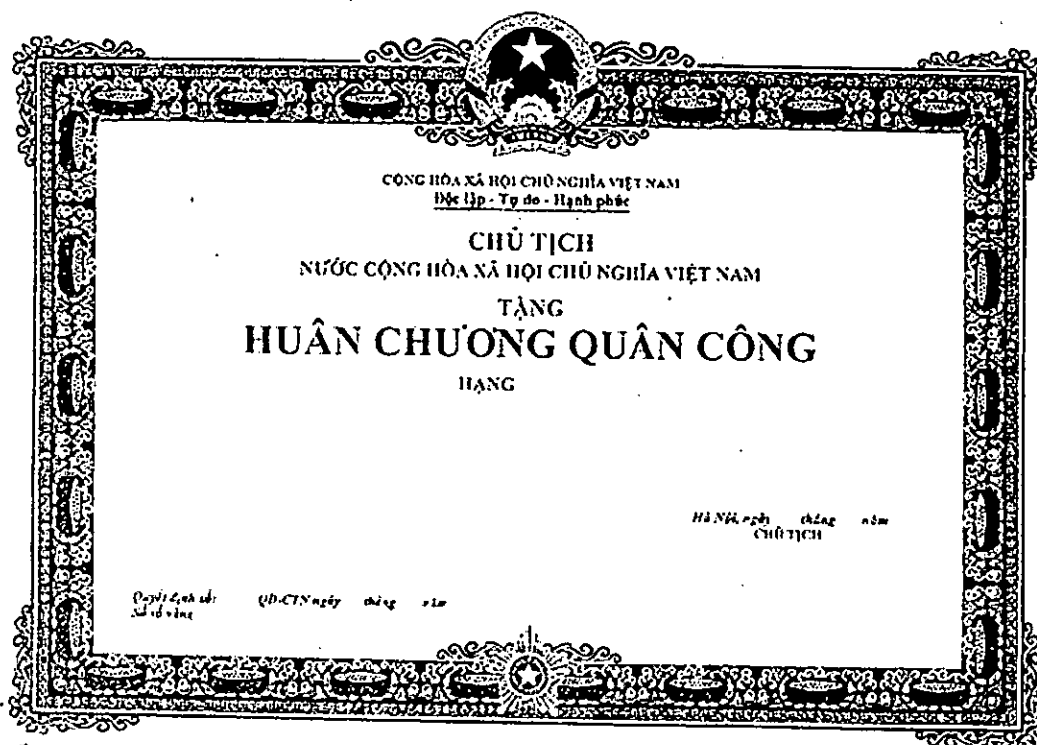 CỘNG HÒA XÃ HỘI CHỦ NGHĨA VIỆT NAM
Độc lập - Tự do - Hạnh phúc
CHỦ TỊCH
NƯỚC CỘNG HÒA XÃ HỘI CHỦ NGHĨA VIỆT NAM
TẶNG
HUÂN CHƯƠNG QUÂN CÔNG
HẠNG
Hà Nội, ngày tháng năm
CHỦ TỊCH
Quyết định số: QĐ-CTN ngày tháng năm
Số sổ vàng